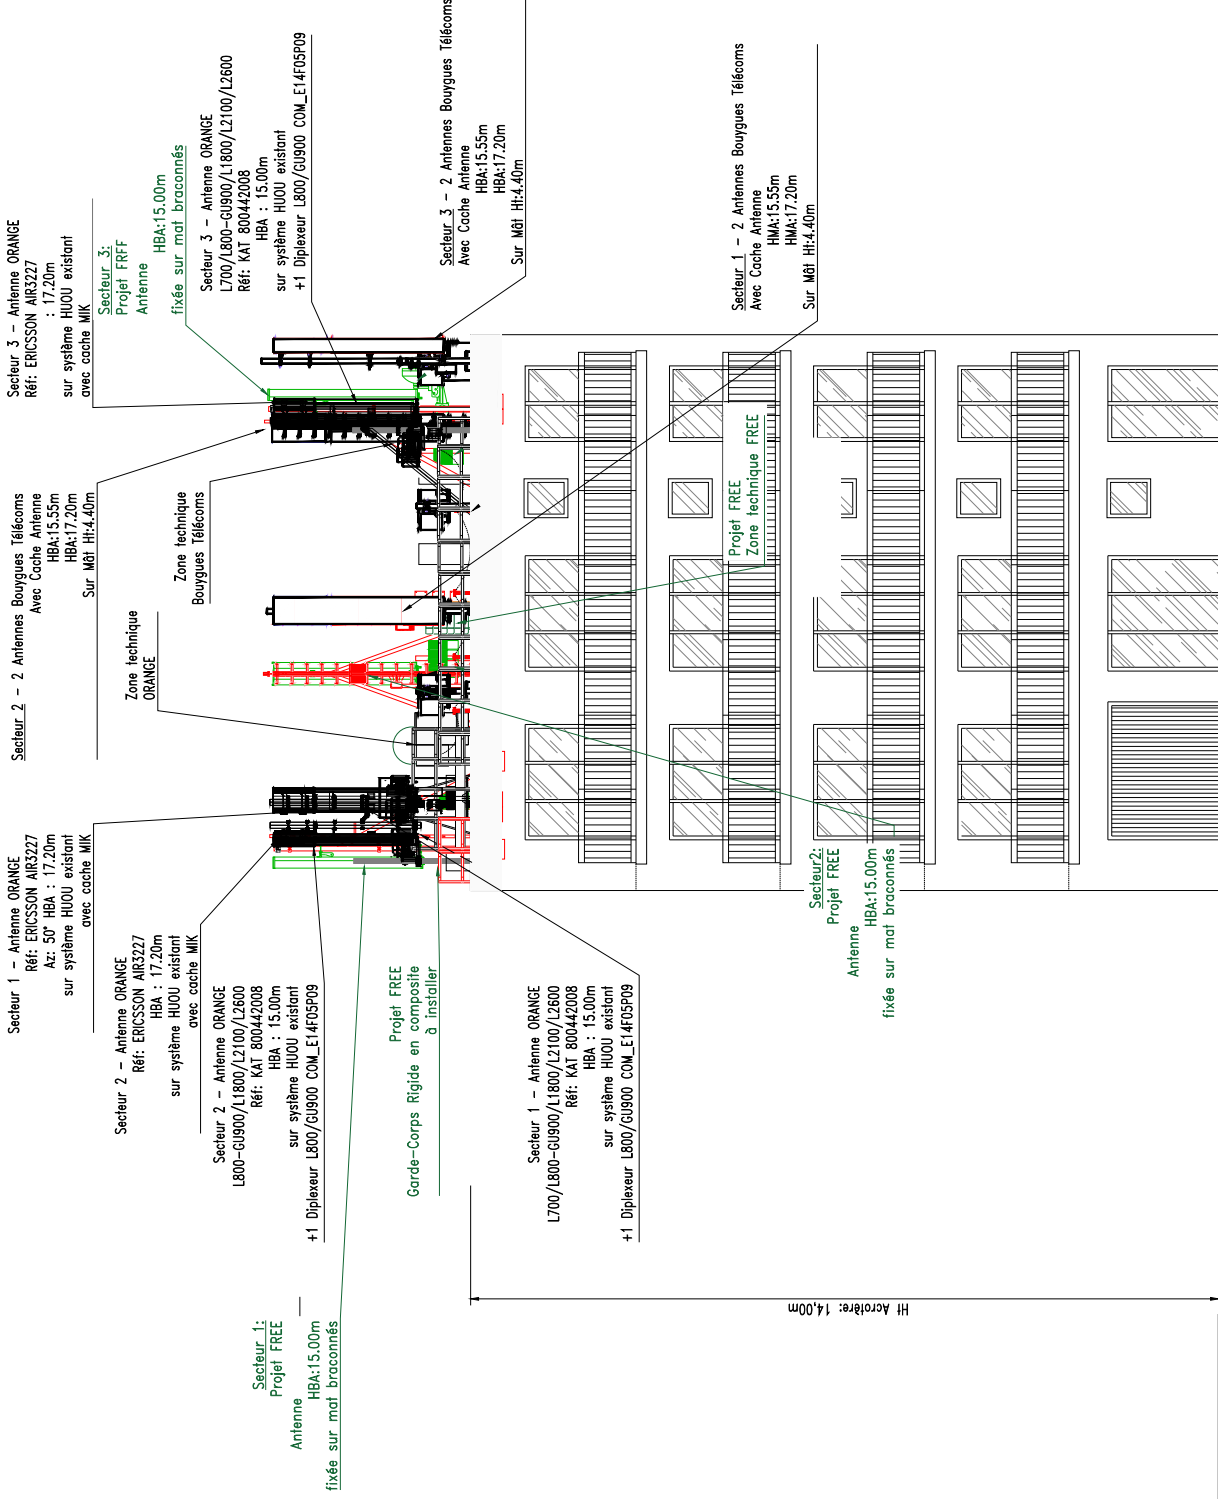 Secteur 1 - Antenne ORANGE
Réf: ERICSSON AIR3227
Az: 50° HBA : 17.20m
sur système HUOU existant
avec cache MIK
Secteur 2 - 2 Antennes Bouygues Télécoms
Avec Cache Antenne
HBA:15.55m
HBA:17.20m
Sur Mât Ht:4.40m
Secteur 3 - Antenne ORANGE
Réf: ERICSSON AIR3227
: 17.20m
sur système HUOU existant
avec cache MIK
Secteur 3:
Projet FRFF
Antenne
HBA:15.00m
fixée sur mat braconnés
Secteur 2 - Antenne ORANGE
Réf: ERICSSON AIR3227
HBA : 17.20m
sur système HUOU existant
avec cache MIK
Zone technique
ORANGE
Zone technique
Bouygues Télécoms
Secteur 3 - Antenne ORANGE
L700/L800-GU900/L1800/L2100/L2600
Réf: KAT 800442008
HBA : 15.00m
sur système HUOU existant
+1 Diplexeur L800/GU900 COM_E14F05P09
Secteur 2 - Antenne ORANGE
L800-GU900/L1800/L2100/L2600
Réf: KAT 800442008
HBA : 15.00m
sur système HUOU existant
+1 Diplexeur L800/GU900 COM_E14F05P09
Secteur 1:
Projet FREE
Antenne
HBA:15.00m
fixée sur mat braconnés
Projet FREE
Garde-Corps Rigide en composite
à installer
Secteur 3 - 2 Antennes Bouygues Télécoms
Avec Cache Antenne
HBA:15.55m
HBA:17.20m
Sur Mât Ht:4.40m
Secteur 1 - Antenne ORANGE
L700/L800-GU900/L1800/L2100/L2600
Réf: KAT 800442008
HBA : 15.00m
sur système HUOU existant
+1 Diplexeur L800/GU900 COM_E14F05P09
Secteur 1 - 2 Antennes Bouygues Télécoms
Avec Cache Antenne
HMA:15.55m
HMA:17.20m
Sur Mât Ht:4.40m
Projet FREE
Zone technique FREE
Secteur2:
Projet FREE
Antenne
HBA:15.00m
fixée sur mat braconnés
Ht Acrotère: 14,00m